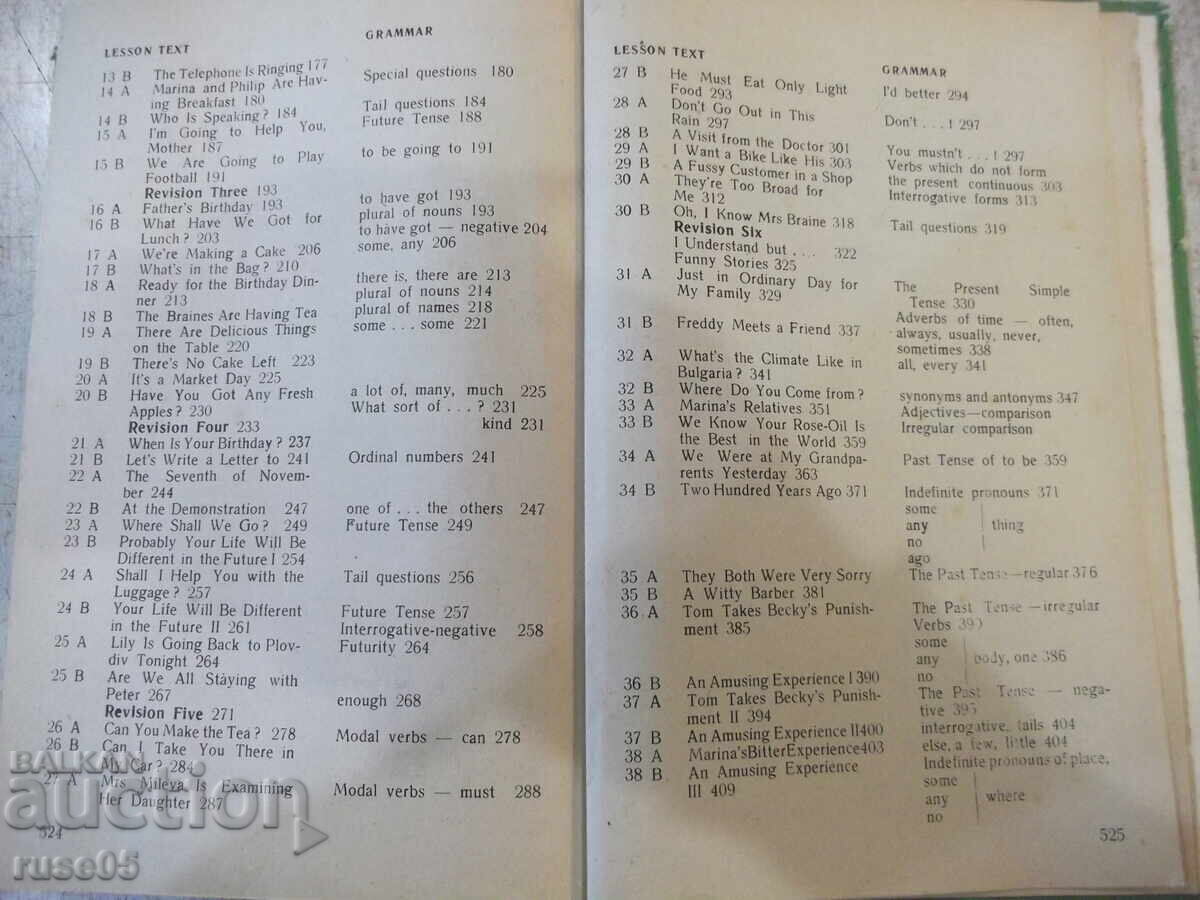 LESSON TEXT GRAMMAR
13 B The Telephone Is Ringing 177 Special questions 180
14 A Marina and Philip Are Hav-
ing Breakfast 180 Tail questions 184
14 B Who Is Speaking? 184 Future Tense 188
15 A I'm Going to Help You,
Mother 187 to be going to 191
15 B We Are Going to Play
Football 191
Revision Three 193 to have got 193
16 A Father's Birthday 193 plural of nouns 193
16 B What Have We Got for to have got — negative 204
Lunch? 203 some, any 206
17 A We're Making a Cake 206
17 B What's in the Bag? 210 there is, there are 213
18 A Ready for the Birthday Din- plural of nouns 214
ner 213
18 B The Braines Are Having Tea plural of names 218
19 A There Are Delicious Things some . . . some 221
on the Table 220
19 B There's No Cake Left 223
20 A It's a Market Day 225
20 B Have You Got Any Fresh a lot of, many, much 225
Apples? 230 What sort of . . . ? 231
Revision Four 233 kind 231
21 A When Is Your Birthday? 237
21 B Let's Write a Letter to 241 Ordinal numbers 241
22 A The Seventh of Novem-
ber 244
22 B At the Demonstration 247 one of . . . the others 247
23 A Where Shall We Go? 249 Future Tense 249
23 B Probably Your Life Will Be
Different in the Future I 254
24 A Shall I Help You with the Tail questions 256
Luggage? 257
24 B Your Life Will Be Different Future Tense 257
in the Future II 261 Interrogative-negative 258
25 A Lily Is Going Back to Plov- Futurity 264
div Tonight 264
25 B Are We All Staying with
Peter 267 enough 268
Revision Five 271
26 A Can You Make the Tea? 278 Modal verbs — can 278
26 B Can I Take You There in
My Car? 284
27 A Mrs Mileva Is Examining Modal verbs — must 288
Her Daughter 287
524
LESSON TEXT GRAMMAR
27 B He Must Eat Only Light
Food 293 I'd better 294
28 A Don't Go Out in This
Rain 297 Don't . . . ! 297
28 B A Visit from the Doctor 301
29 A I Want a Bike Like His 303 You mustn't . . . ! 297
29 B A Fussy Customer in a Shop Verbs which do not form
30 A They're Too Broad for the present continuous 303
Me 312 Interrogative forms 313
30 B Oh, I Know Mrs Braine 318
Revision Six Tail questions 319
I Understand but . . . 322
Funny Stories 325
31 A Just in Ordinary Day for The Present Simple
My Family 329 Tense 330
31 B Freddy Meets a Friend 337 Adverbs of time — often,
always, usually, never,
sometimes 338
32 A What's the Climate Like in all, every 341
Bulgaria? 341
32 B Where Do You Come from? synonyms and antonyms 347
33 A Marina's Relatives 351 Adjectives—comparison
33 B We Know Your Rose-Oil Is Irregular comparison
the Best in the World 359
34 A We Were at My Grandpa- Past Tense of to be 359
rents Yesterday 363
34 B Two Hundred Years Ago 371 Indefinite pronouns 371
some
any thing
no
ago
35 A They Both Were Very Sorry The Past Tense—regular 376
35 B A Witty Barber 381
36 A Tom Takes Becky's Punish- The Past Tense —irregular
ment 385 Verbs
some
any body, one 386
no
36 B An Amusing Experience I 390 The Past Tense — nega-
37 A Tom Takes Becky's Punish- tive 395
ment II 394
37 B An Amusing Experience II400 interrogative, tails 404
38 A Marina'sBitterExperience403 else, a few, little 404
38 B An Amusing Experience Indefinite pronouns of place,
III 409 some
any where
no
525
БАЛКАН
auction
ruse05